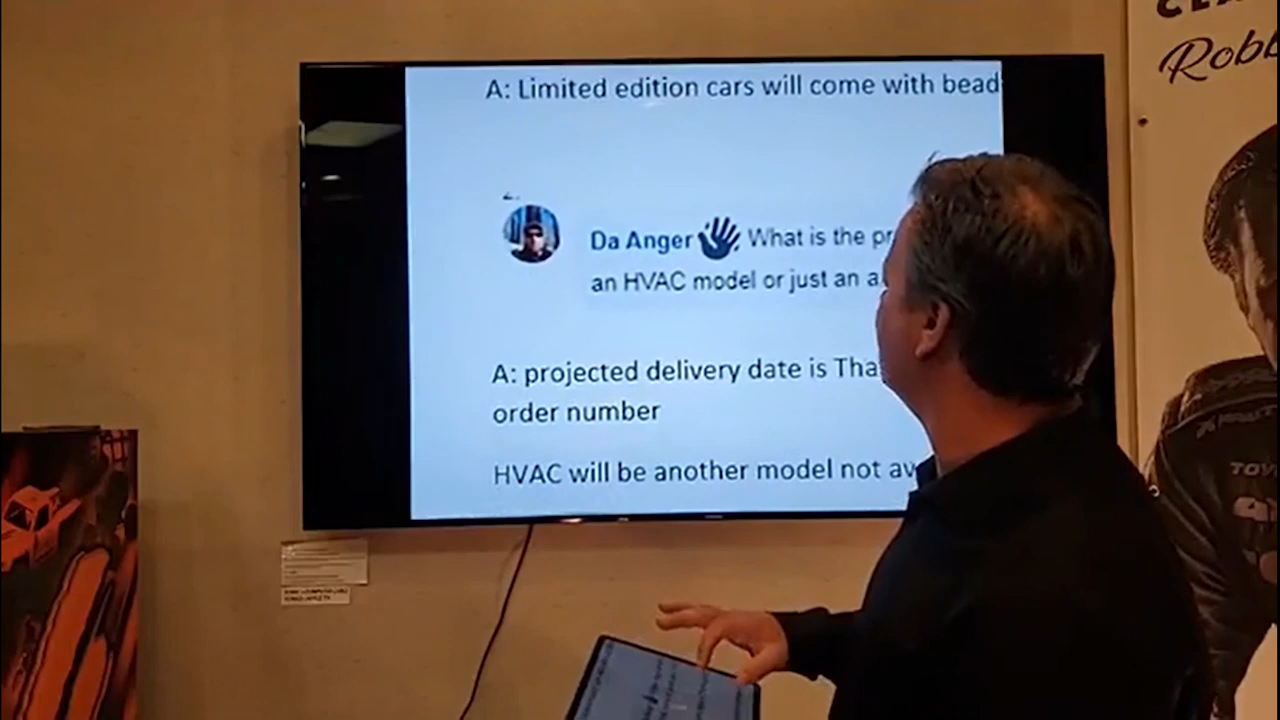 A: Limited edition cars will come with bead
Da Anger What is the pr
an HVAC model or just an a
A: projected delivery date is Tha
order number
HVAC will be another model not av
Robb
TOY